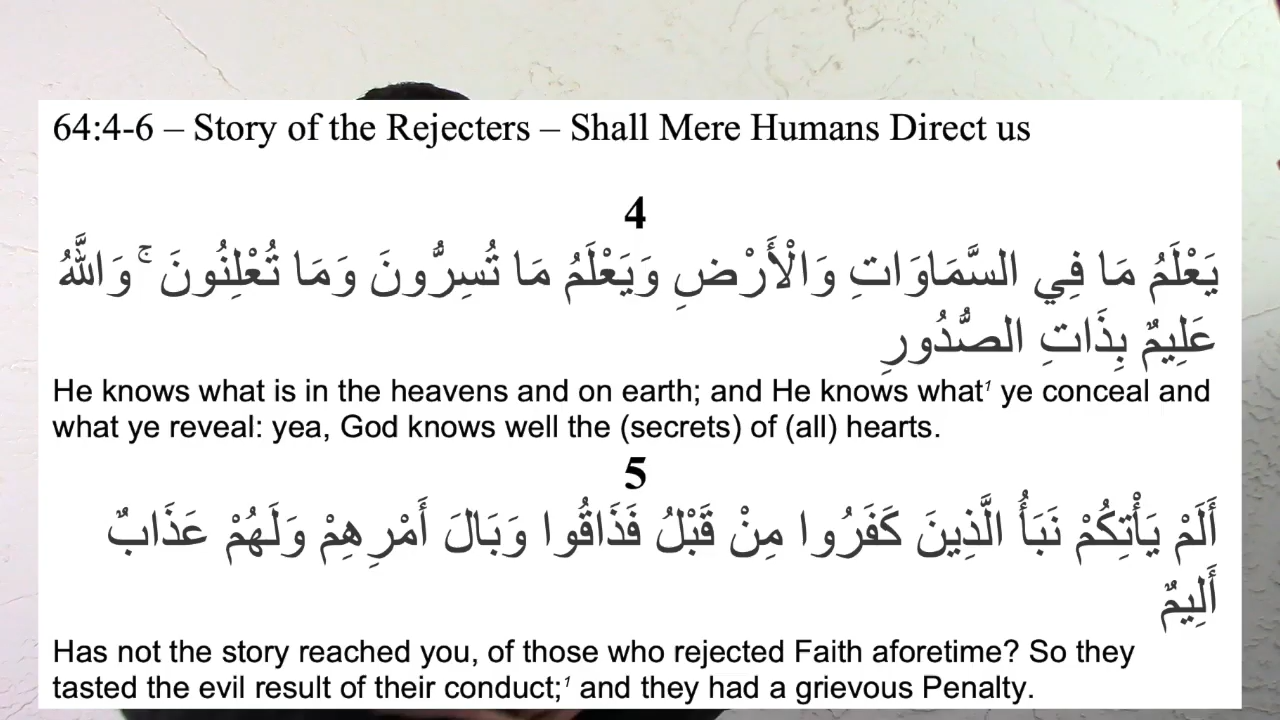 64:4-6 – Story of the Rejecters – Shall Mere Humans Direct us
4
يَعْلَمُ مَا فِي السَّمَاوَاتِ وَالْأَرْضِ وَيَعْلَمُ مَا تُسِرُّونَ وَمَا تُعْلِنُونَ ۚ وَاللَّهُ
عَلِيمٌ بِذَاتِ الصُّدُورِ
He knows what is in the heavens and on earth; and He knows what¹ ye conceal and
what ye reveal: yea, God knows well the (secrets) of (all) hearts.
5
أَلَمْ يَأْتِكُمْ نَبَأُ الَّذِينَ كَفَرُوا مِنْ قَبْلُ فَذَاقُوا وَبَالَ أَمْرِهِمْ وَلَهُمْ عَذَابٌ
أَلِيمٌ
Has not the story reached you, of those who rejected Faith aforetime? So they
tasted the evil result of their conduct;¹ and they had a grievous Penalty.